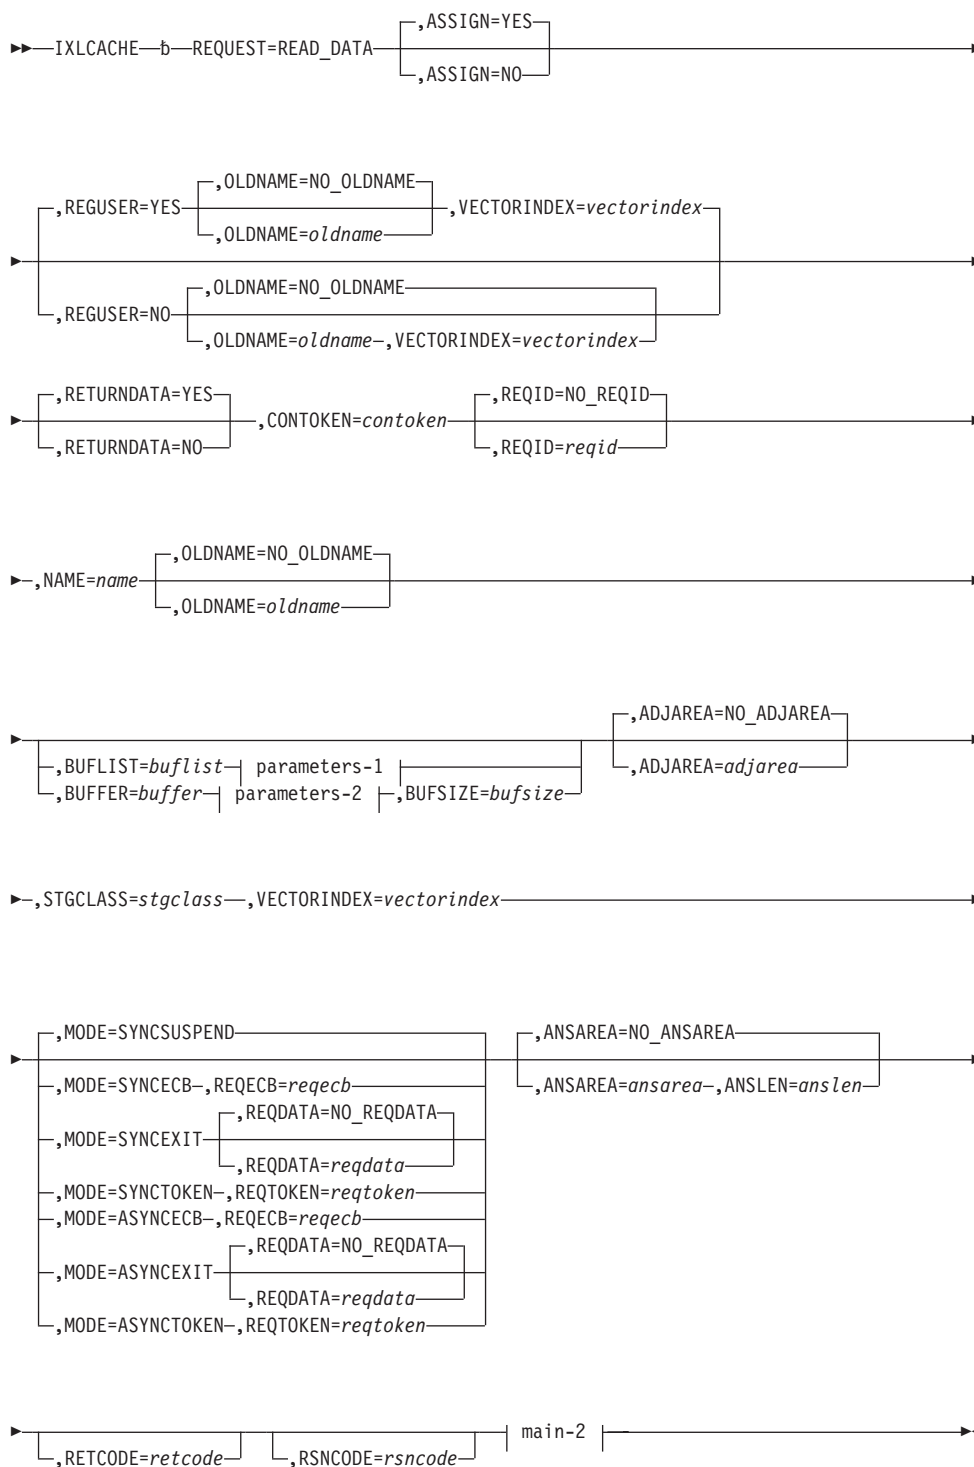 ,ASSIGN=YES
IXLCACHE ␢ REQUEST=READ_DATA
,ASSIGN=NO
,OLDNAME=NO_OLDNAME
,REGUSER=YES ,VECTORINDEX=vectorindex
,OLDNAME=oldname
,OLDNAME=NO_OLDNAME
,REGUSER=NO
,OLDNAME=oldname ,VECTORINDEX=vectorindex
,RETURNDATA=YES ,REQID=NO_REQID
,CONTOKEN=contoken
,RETURNDATA=NO ,REQID=reqid
,OLDNAME=NO_OLDNAME
,NAME=name
,OLDNAME=oldname
,ADJAREA=NO_ADJAREA
,BUFLIST=buflist parameters-1 ,ADJAREA=adjarea
,BUFFER=buffer parameters-2 ,BUFSIZE=bufsize
,STGCLASS=stgclass ,VECTORINDEX=vectorindex
,MODE=SYNCSUSPEND ,ANSAREA=NO_ANSAREA
,MODE=SYNCECB ,REQECB=reqecb ,ANSAREA=ansarea ,ANSLEN=anslen
,REQDATA=NO_REQDATA
,MODE=SYNCEXIT
,REQDATA=reqdata
,MODE=SYNCTOKEN ,REQTOKEN=reqtoken
,MODE=ASYNCECB ,REQECB=reqecb
,REQDATA=NO_REQDATA
,MODE=ASYNCEXIT
,REQDATA=reqdata
,MODE=ASYNCTOKEN ,REQTOKEN=reqtoken
main-2
,RETCODE=retcode ,RSNCODE=rsncode